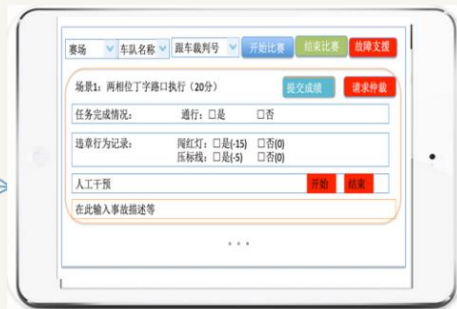 赛场 车队名称 跟车裁判号 开始比赛 结束比赛 故障支援
场景1：两相位丁字路口执行（20分） 提交成绩 请求仲裁
任务完成情况： 通行：□是 □否
违章行为记录： 闯红灯：□是(-15) □否(0)
压标线：□是(-5) □否(0)
人工干预 开始 结束
在此输入事故描述等
...